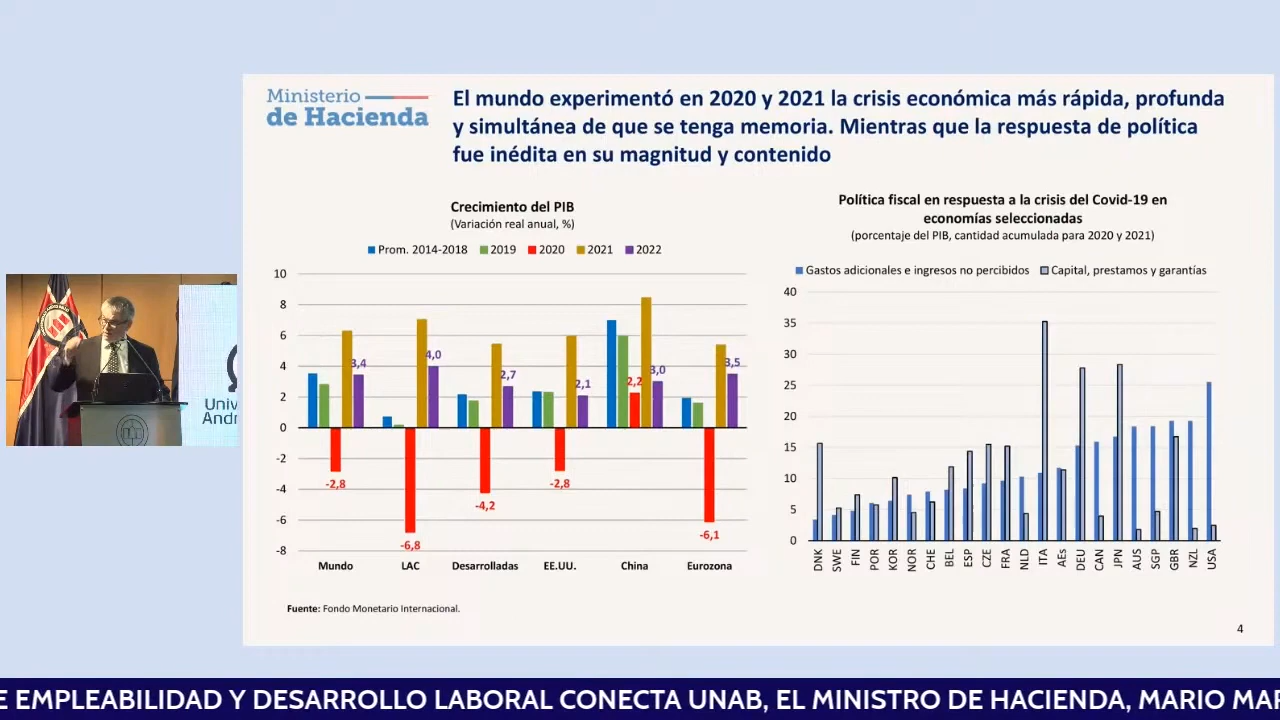 Ministerio
de Hacienda
El mundo experimentó en 2020 y 2021 la crisis económica más rápida, profunda
y simultánea de que se tenga memoria. Mientras que la respuesta de política
fue inédita en su magnitud y contenido
Crecimiento del PIB
(Variación real anual, %)
Prom. 2014-2018 2019 2020 2021 2022
10
8
6
4
2
0
-2
-4
-6
-8
3,4
4,0
2,7
2,1
2,2
3,0
3,5
-2,8
-6,8
-4,2
-2,8
-6,1
Mundo LAC Desarrolladas EE.UU. China Eurozona
Fuente: Fondo Monetario Internacional.
Política fiscal en respuesta a la crisis del Covid-19 en
economías seleccionadas
(porcentaje del PIB, cantidad acumulada para 2020 y 2021)
Gastos adicionales e ingresos no percibidos Capital, prestamos y garantías
40
35
30
25
20
15
10
5
0
DNK SWE FIN POR KOR NOR CHE BEL ESP CZE FRA NLD ITA AEs DEU CAN JPN AUS SGP GBR NZL USA
4
Univ
Andr
E EMPLEABILIDAD Y DESARROLLO LABORAL CONECTA UNAB, EL MINISTRO DE HACIENDA, MARIO MAR